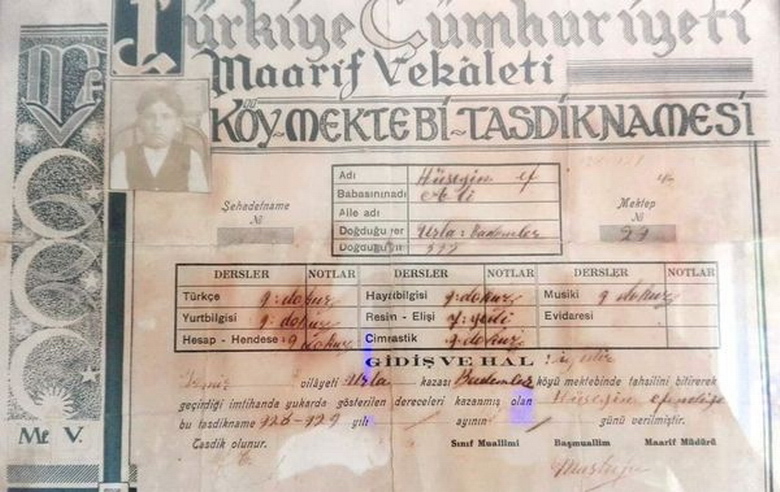 Türkiye Cümhuriyeti
Maarif Vekâleti
KÖY-MEKTEBİ-TASDİKNAMESİ
Adı Hüseyin ef
Babasınınadı Ali
Aile adı
Doğduğu yer Urla: Bademler
Doğduğu yıl
Şehadetname
№
Mektep
№
21
DERSLER NOTLAR DERSLER NOTLAR DERSLER NOTLAR
Türkçe 9: dokuz Hayatbilgisi 9: dokuz Musiki 9 dokuz
Yurtbilgisi 9: dokuz Resin - Elişi 7: yedi Evidaresi
Hesap - Hendese 9 dokuz Cimnastik 9 dokuz
GİDİŞ VE HAL : iyidir
İzmir vilâyeti Urla kazası Bademler köyü mektebinde tahsilini bitirerek
geçirdiği imtihanda yukarda gösterilen dereceleri kazanmış olan Hüseyin efendiye
bu tasdikname 928-929 yılı ayının günü verilmiştir.
Tasdik olunur. Sınıf Muallimi Başmuallim Maarif Müdürü
M. V.